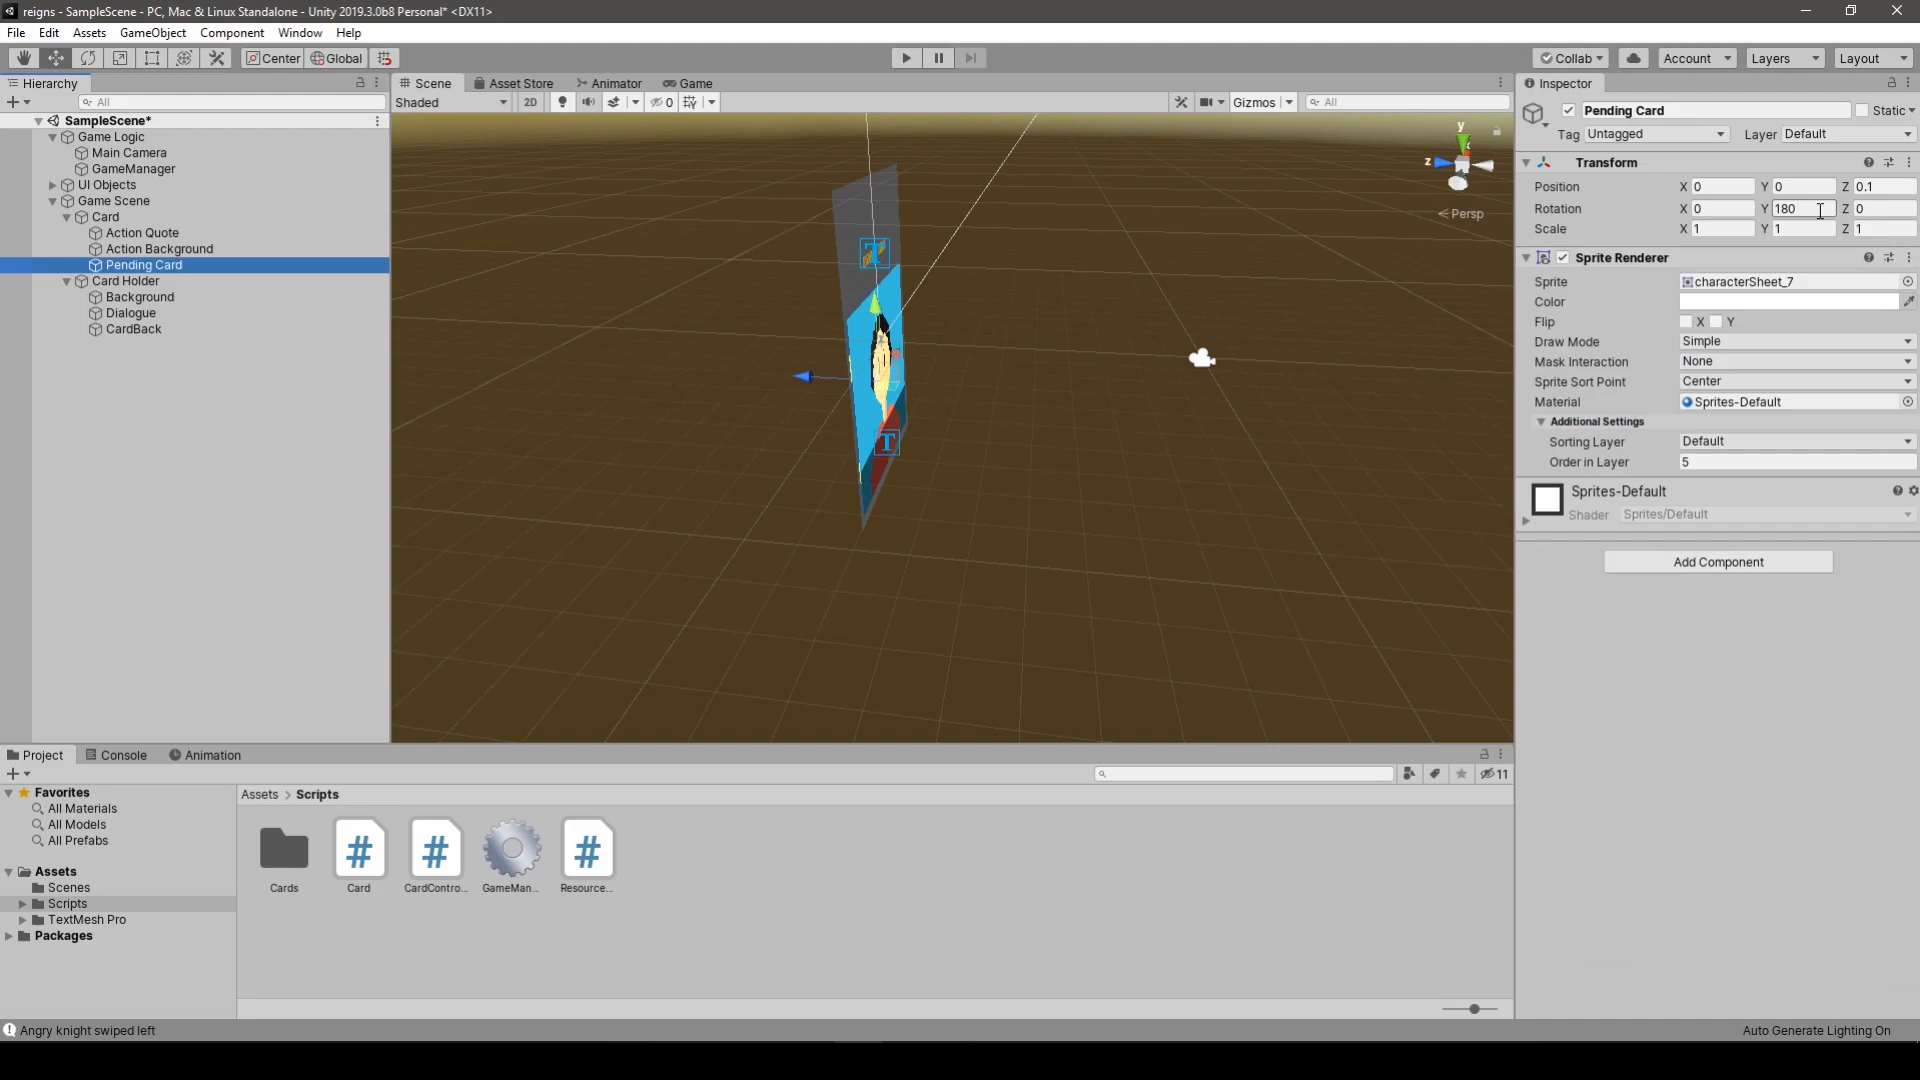 reigns - SampleScene - PC, Mac & Linux Standalone - Unity 2019.3.0b8 Personal* <DX11>
File Edit Assets GameObject Component Window Help
Center Global Collab Account Layers Layout
Hierarchy
All
SampleScene*
Game Logic
Main Camera
GameManager
UI Objects
Game Scene
Card
Action Quote
Action Background
Pending Card
Card Holder
Background
Dialogue
CardBack
Scene Asset Store Animator Game
Shaded 2D 0 Gizmos All
y
z
< Persp
T
T
Inspector
Pending Card Static
Tag Untagged Layer Default
Transform
Position X 0 Y 0 Z 0.1
Rotation X 0 Y 180 Z 0
Scale X 1 Y 1 Z 1
Sprite Renderer
Sprite characterSheet_7
Color
Flip X Y
Draw Mode Simple
Mask Interaction None
Sprite Sort Point Center
Material Sprites-Default
Additional Settings
Sorting Layer Default
Order in Layer 5
Sprites-Default
Shader Sprites/Default
Add Component
Project Console Animation
11
Favorites
All Materials
All Models
All Prefabs
Assets
Scenes
Scripts
TextMesh Pro
Packages
Assets > Scripts
Cards Card CardContro... GameMan... Resource...
Angry knight swiped left
Auto Generate Lighting On